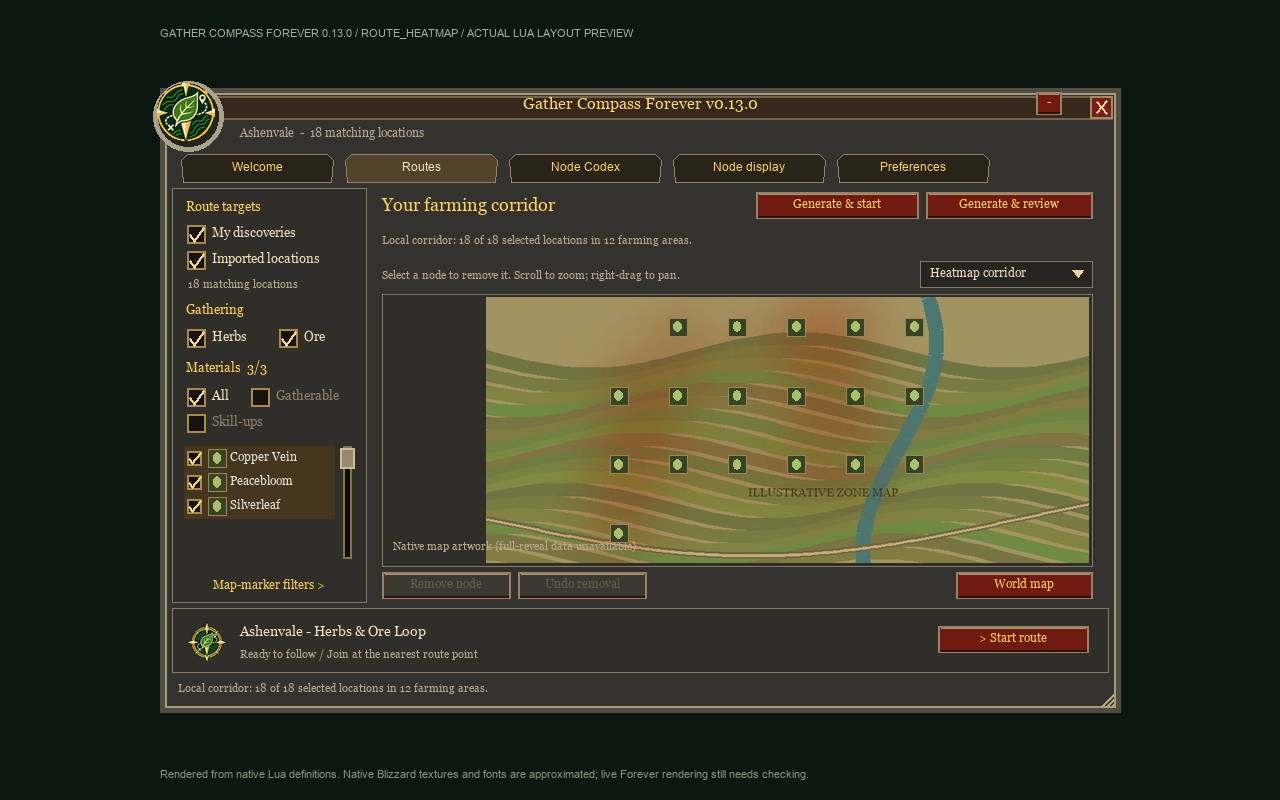 GATHER COMPASS FOREVER 0.13.0 / ROUTE_HEATMAP / ACTUAL LUA LAYOUT PREVIEW
Gather Compass Forever v0.13.0
-
X
Ashenvale - 18 matching locations
Welcome
Routes
Node Codex
Node display
Preferences
Route targets
My discoveries
Imported locations
18 matching locations
Gathering
Herbs
Ore
Materials 3/3
All
Gatherable
Skill-ups
Copper Vein
Peacebloom
Silverleaf
Map-marker filters >
Your farming corridor
Generate & start
Generate & review
Local corridor: 18 of 18 selected locations in 12 farming areas.
Select a node to remove it. Scroll to zoom; right-drag to pan.
Heatmap corridor
ILLUSTRATIVE ZONE MAP
Native map artwork (full-reveal data unavailable)
Remove node
Undo removal
World map
Ashenvale - Herbs & Ore Loop
Ready to follow / Join at the nearest route point
> Start route
Local corridor: 18 of 18 selected locations in 12 farming areas.
Rendered from native Lua definitions. Native Blizzard textures and fonts are approximated; live Forever rendering still needs checking.